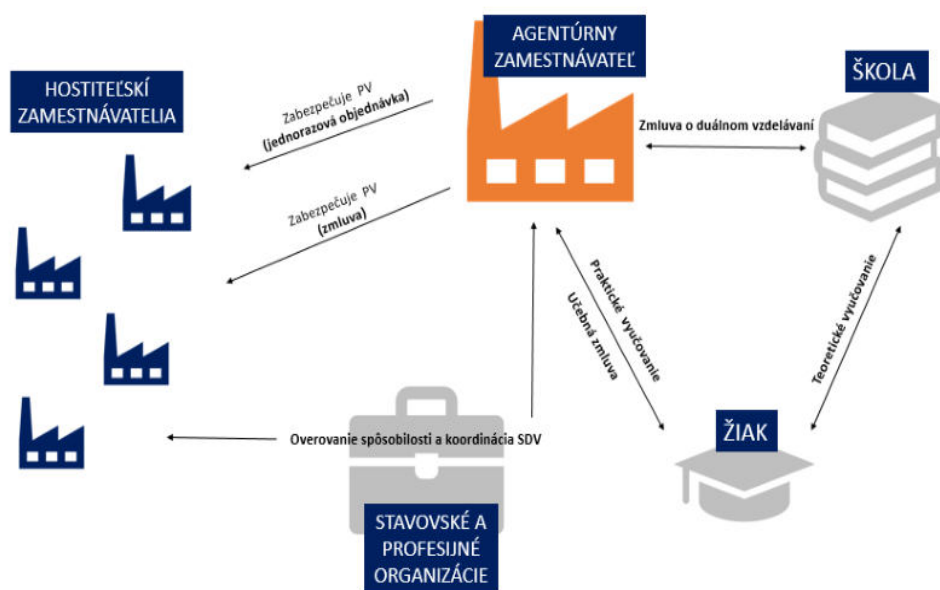 AGENTÚRNY
ZAMESTNÁVATEĽ
ŠKOLA
HOSTITEĽSKÍ
ZAMESTNÁVATELIA
Zabezpečuje PV
(jednorazová objednávka)
Zmluva o duálnom vzdelávaní
Zabezpečuje PV
(zmluva)
Praktické vyučovanie
Učebná zmluva
Teoretické vyučovanie
Overovanie spôsobilosti a koordinácia SDV
ŽIAK
STAVOVSKÉ A
PROFESIJNÉ
ORGANIZÁCIE